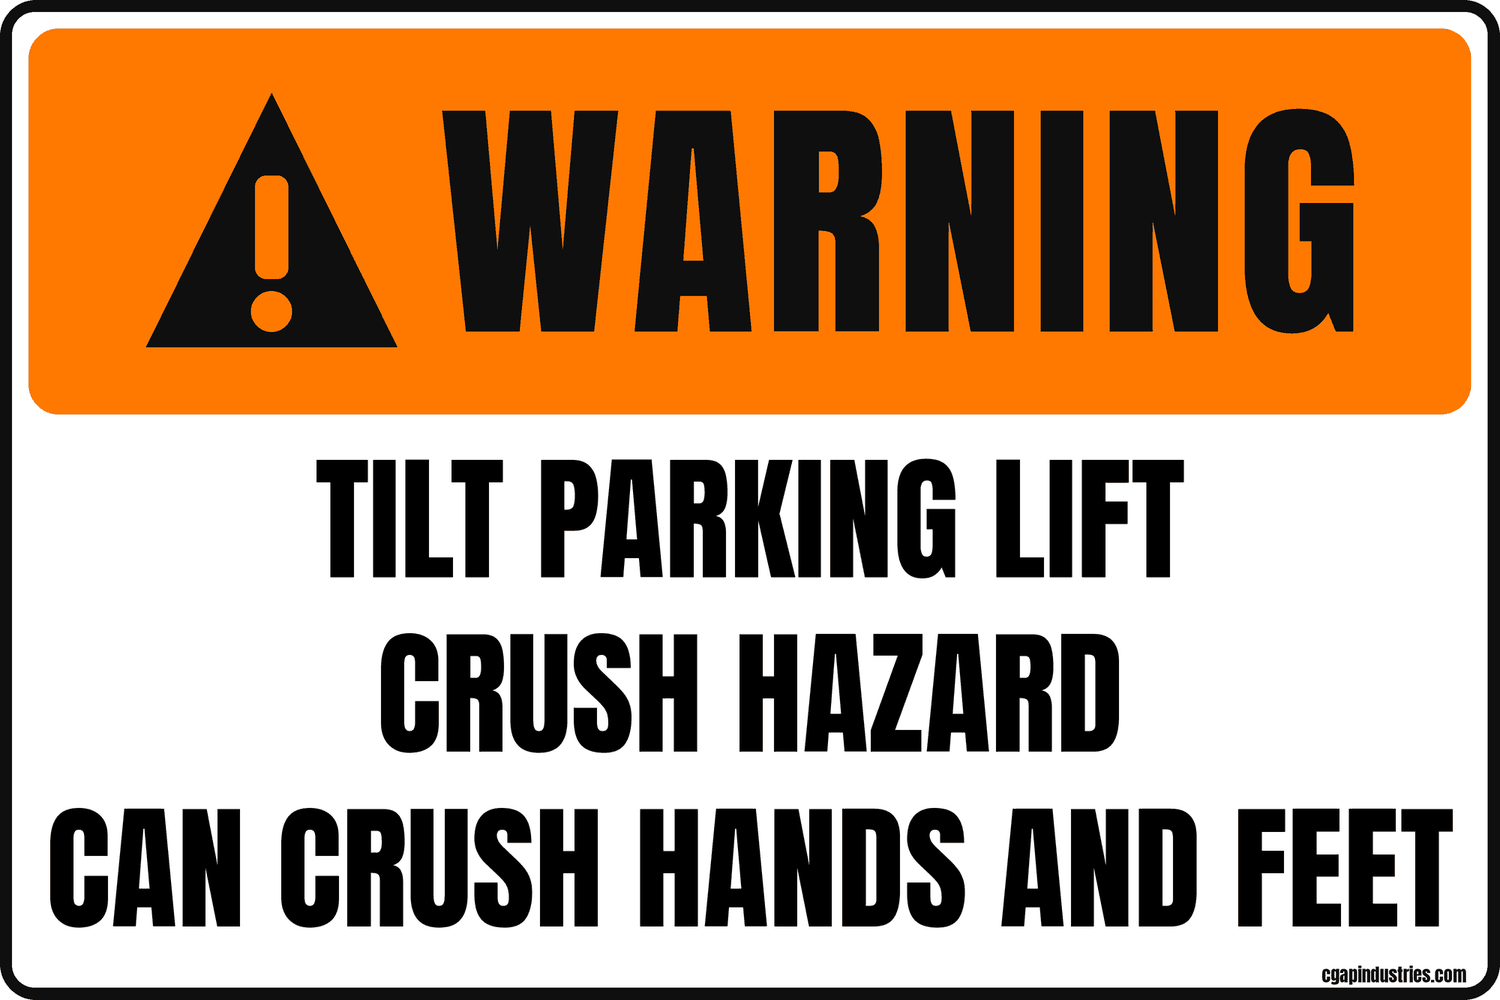 WARNING
TILT PARKING LIFT
CRUSH HAZARD
CAN CRUSH HANDS AND FEET
cgapindustries.com